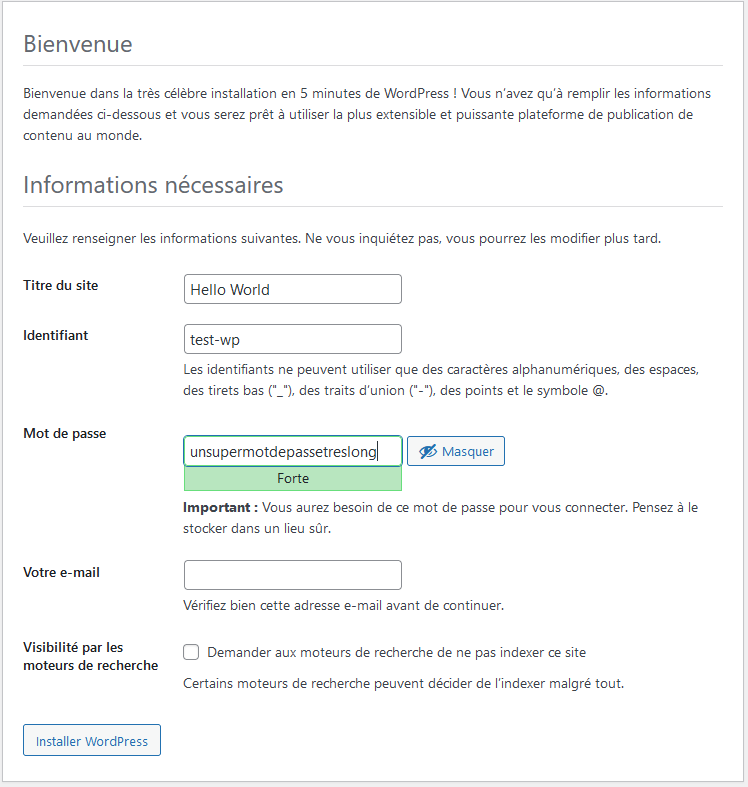 Bienvenue
Bienvenue dans la très célèbre installation en 5 minutes de WordPress ! Vous n’avez qu’à remplir les informations
demandées ci-dessous et vous serez prêt à utiliser la plus extensible et puissante plateforme de publication de
contenu au monde.
Informations nécessaires
Veuillez renseigner les informations suivantes. Ne vous inquiétez pas, vous pourrez les modifier plus tard.
Titre du site
Hello World
Identifiant
test-wp
Les identifiants ne peuvent utiliser que des caractères alphanumériques, des espaces,
des tirets bas ("_"), des traits d’union ("-"), des points et le symbole @.
Mot de passe
unsupermotdepassetreslong
Masquer
Forte
Important : Vous aurez besoin de ce mot de passe pour vous connecter. Pensez à le
stocker dans un lieu sûr.
Votre e-mail
Vérifiez bien cette adresse e-mail avant de continuer.
Visibilité par les
moteurs de recherche
Demander aux moteurs de recherche de ne pas indexer ce site
Certains moteurs de recherche peuvent décider de l’indexer malgré tout.
Installer WordPress